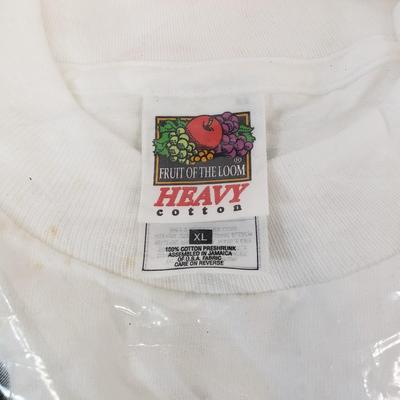 ®
FRUIT OF THE LOOM
HEAVY
cotton
XL
100% COTTON PRESHRUNK
ASSEMBLED IN JAMAICA
OF U.S.A. FABRIC
CARE ON REVERSE